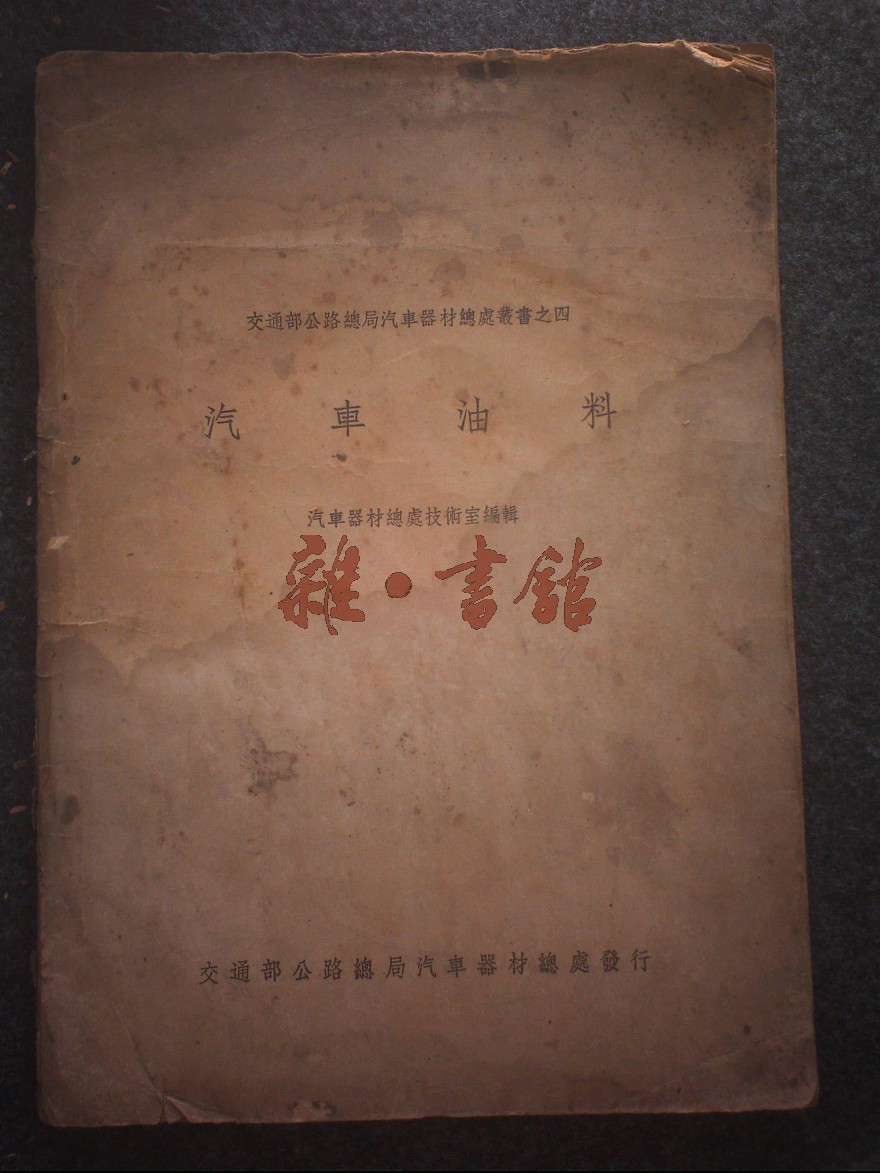 交通部公路總局汽車器材總處叢書之四
汽車油料
汽車器材總處技術室編輯
雜·書館
交通部公路總局汽車器材總處發行